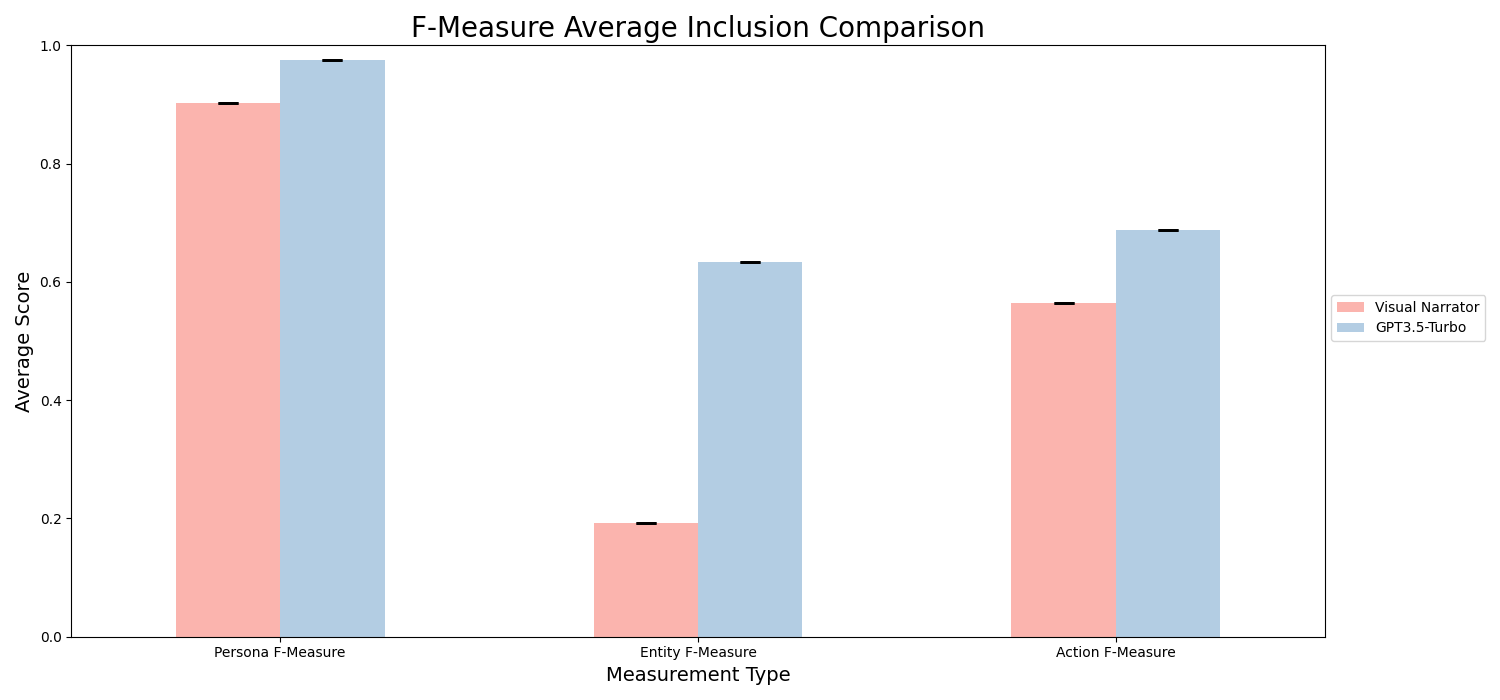 F-Measure Average Inclusion Comparison
1.0
0.8
0.6
0.4
0.2
0.0
Average Score
Persona F-Measure
Entity F-Measure
Action F-Measure
Measurement Type
Visual Narrator
GPT3.5-Turbo